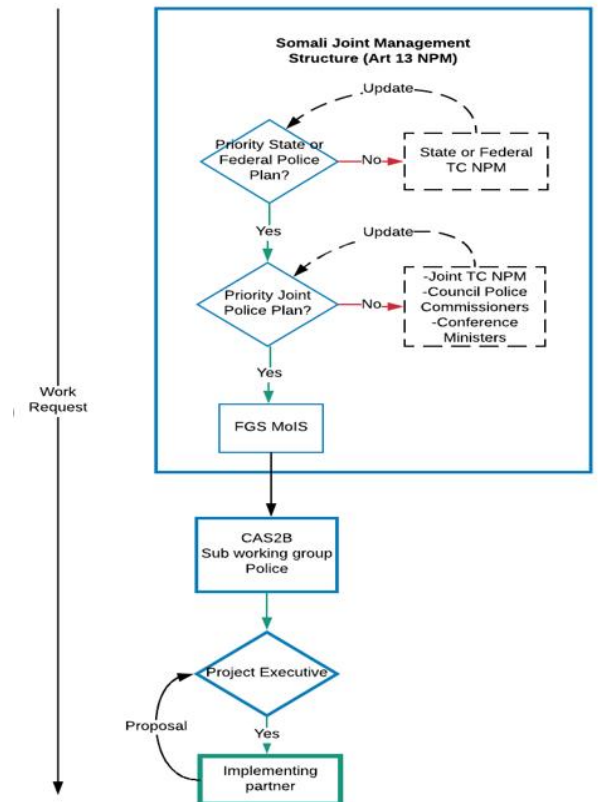 Somali Joint Management
Structure (Art 13 NPM)
Update
Priority State or
Federal Police
Plan?
No
State or Federal
TC NPM
Yes
Update
Priority Joint
Police Plan?
No
-Joint TC NPM
-Council Police
Commissioners
-Conference
Ministers
Yes
Work
Request
FGS MoIS
CAS2B
Sub working group
Police
Project Executive
Proposal
Yes
Implementing
partner